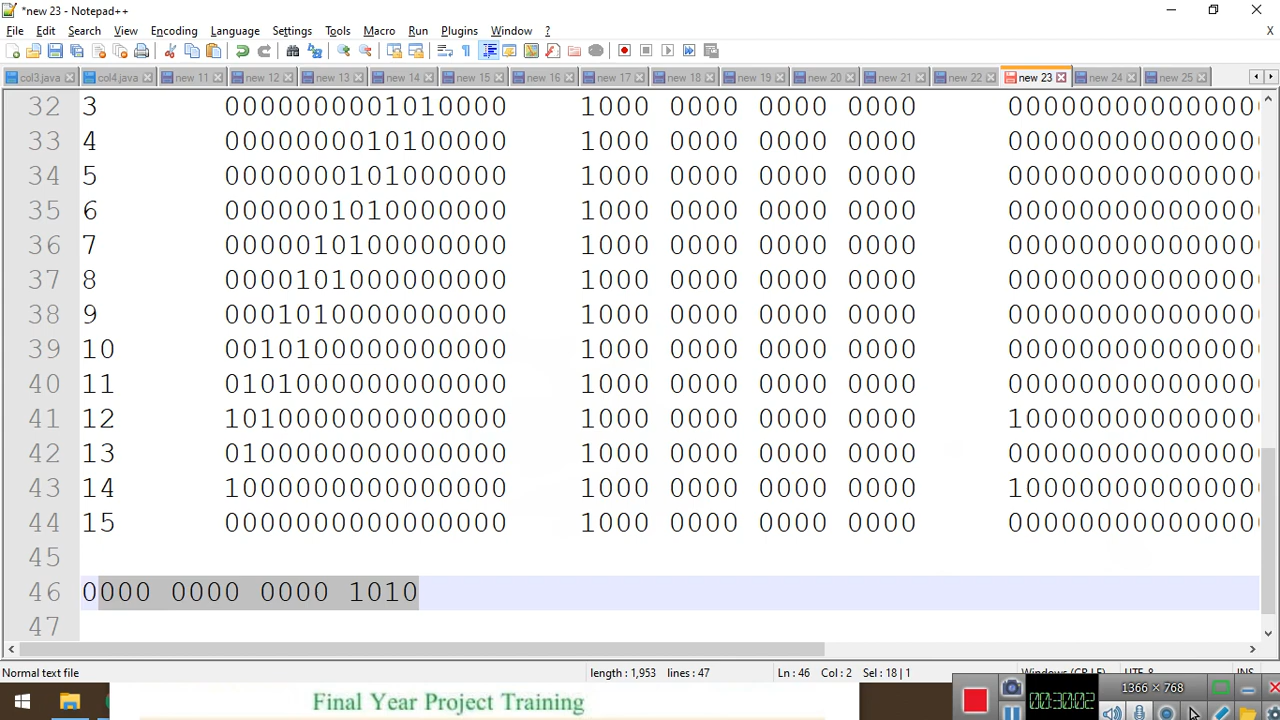 *new 23 - Notepad++
File Edit Search View Encoding Language Settings Tools Macro Run Plugins Window ? X
col3.java col4.java new 11 new 12 new 13 new 14 new 15 new 16 new 17 new 18 new 19 new 20 new 21 new 22 new 23 new 24 new 25
32 3 0000000001010000 1000 0000 0000 0000 00000000000000
33 4 0000000010100000 1000 0000 0000 0000 00000000000000
34 5 0000000101000000 1000 0000 0000 0000 00000000000000
35 6 0000001010000000 1000 0000 0000 0000 00000000000000
36 7 0000010100000000 1000 0000 0000 0000 00000000000000
37 8 0000101000000000 1000 0000 0000 0000 00000000000000
38 9 0001010000000000 1000 0000 0000 0000 00000000000000
39 10 0010100000000000 1000 0000 0000 0000 00000000000000
40 11 0101000000000000 1000 0000 0000 0000 00000000000000
41 12 1010000000000000 1000 0000 0000 0000 10000000000000
42 13 0100000000000000 1000 0000 0000 0000 00000000000000
43 14 1000000000000000 1000 0000 0000 0000 10000000000000
44 15 0000000000000000 1000 0000 0000 0000 00000000000000
45
46 0000 0000 0000 1010
47
Normal text file length : 1,953 lines : 47 Ln : 46 Col : 2 Sel : 18 | 1 Windows (CR LF) UTF-8 INS
Final Year Project Training
00:30:02
1366 × 768